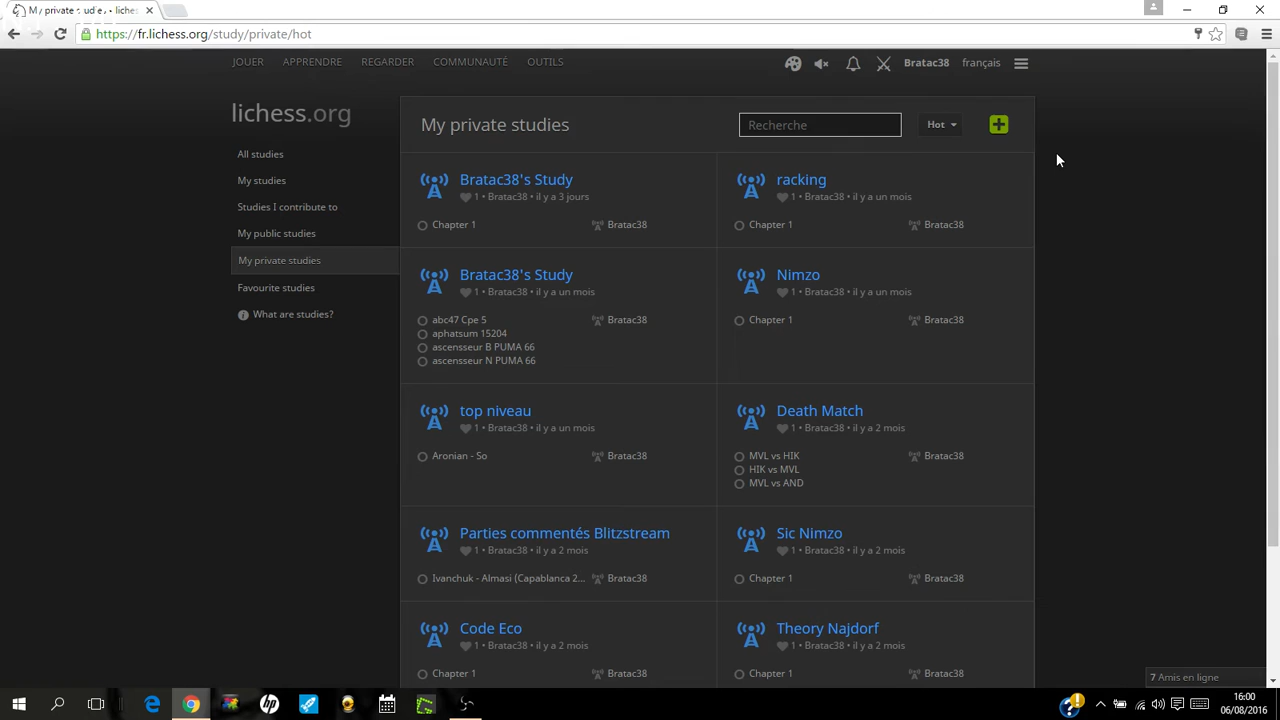 My private studies • liches
https://fr.lichess.org/study/private/hot
JOUER APPRENDRE REGARDER COMMUNAUTÉ OUTILS
Bratac38 français
lichess.org
My private studies
Recherche
Hot
All studies
My studies
Studies I contribute to
My public studies
My private studies
Favourite studies
What are studies?
Bratac38's Study
1 • Bratac38 • il y a 3 jours
Chapter 1 Bratac38
racking
1 • Bratac38 • il y a un mois
Chapter 1 Bratac38
Bratac38's Study
1 • Bratac38 • il y a un mois
abc47 Cpe 5 Bratac38
aphatsum 15204
ascensseur B PUMA 66
ascensseur N PUMA 66
Nimzo
1 • Bratac38 • il y a un mois
Chapter 1 Bratac38
top niveau
1 • Bratac38 • il y a un mois
Aronian - So Bratac38
Death Match
1 • Bratac38 • il y a 2 mois
MVL vs HIK Bratac38
HIK vs MVL
MVL vs AND
Parties commentés Blitzstream
1 • Bratac38 • il y a 2 mois
Ivanchuk - Almasi (Capablanca 2... Bratac38
Sic Nimzo
1 • Bratac38 • il y a 2 mois
Chapter 1 Bratac38
Code Eco
1 • Bratac38 • il y a 2 mois
Chapter 1 Bratac38
Theory Najdorf
1 • Bratac38 • il y a 2 mois
Chapter 1 Bratac38
7 Amis en ligne
16:00
06/08/2016